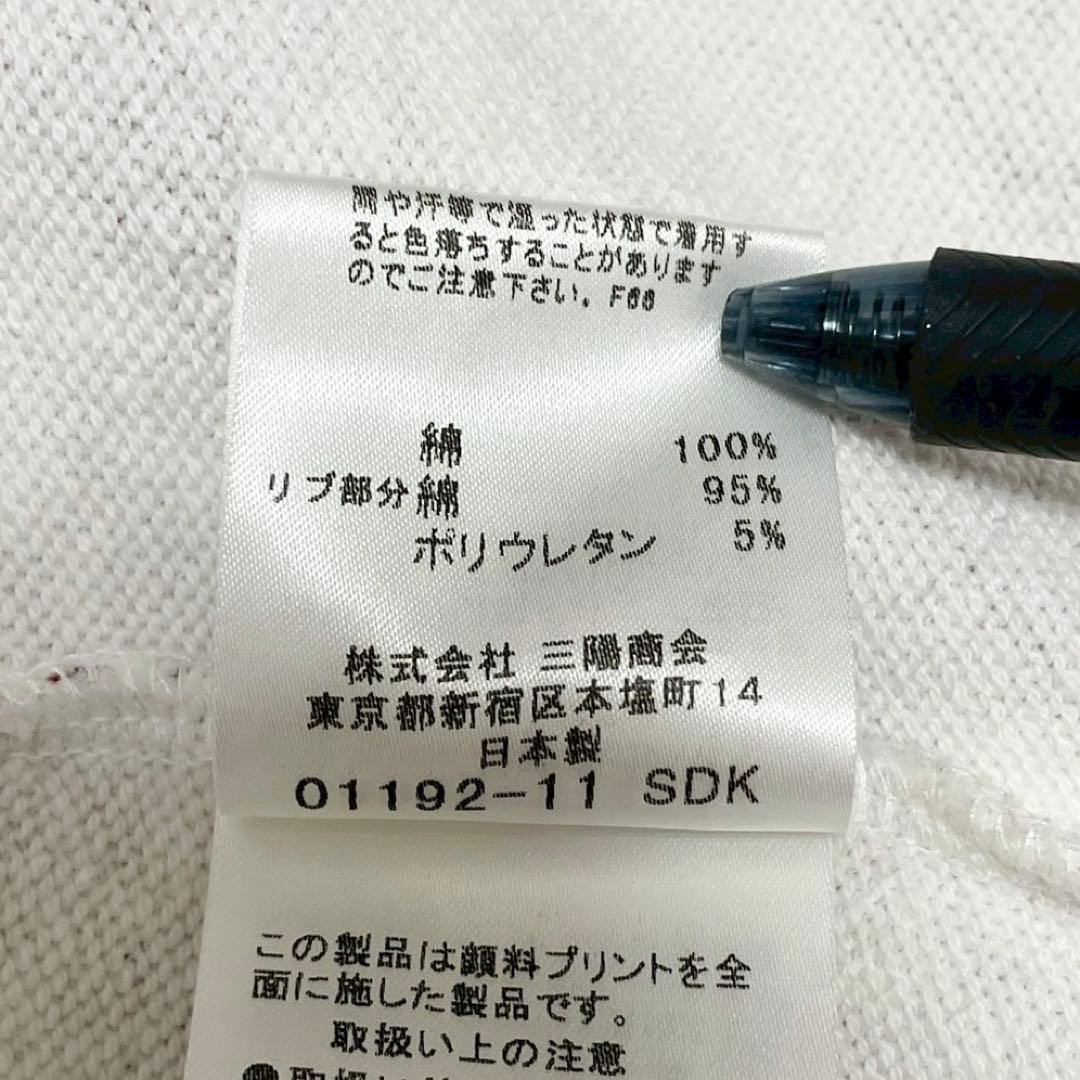 間や汗等で湿った状態で着用す
ると色落ちすることがあります
のでご注意下さい。F66
綿 100%
リブ部分綿 95%
ポリウレタン 5%
株式会社 三陽商会
東京都新宿区本塩町14
日本製
01192-11 SDK
この製品は顔料プリントを全
面に施した製品です。
取扱い上の注意